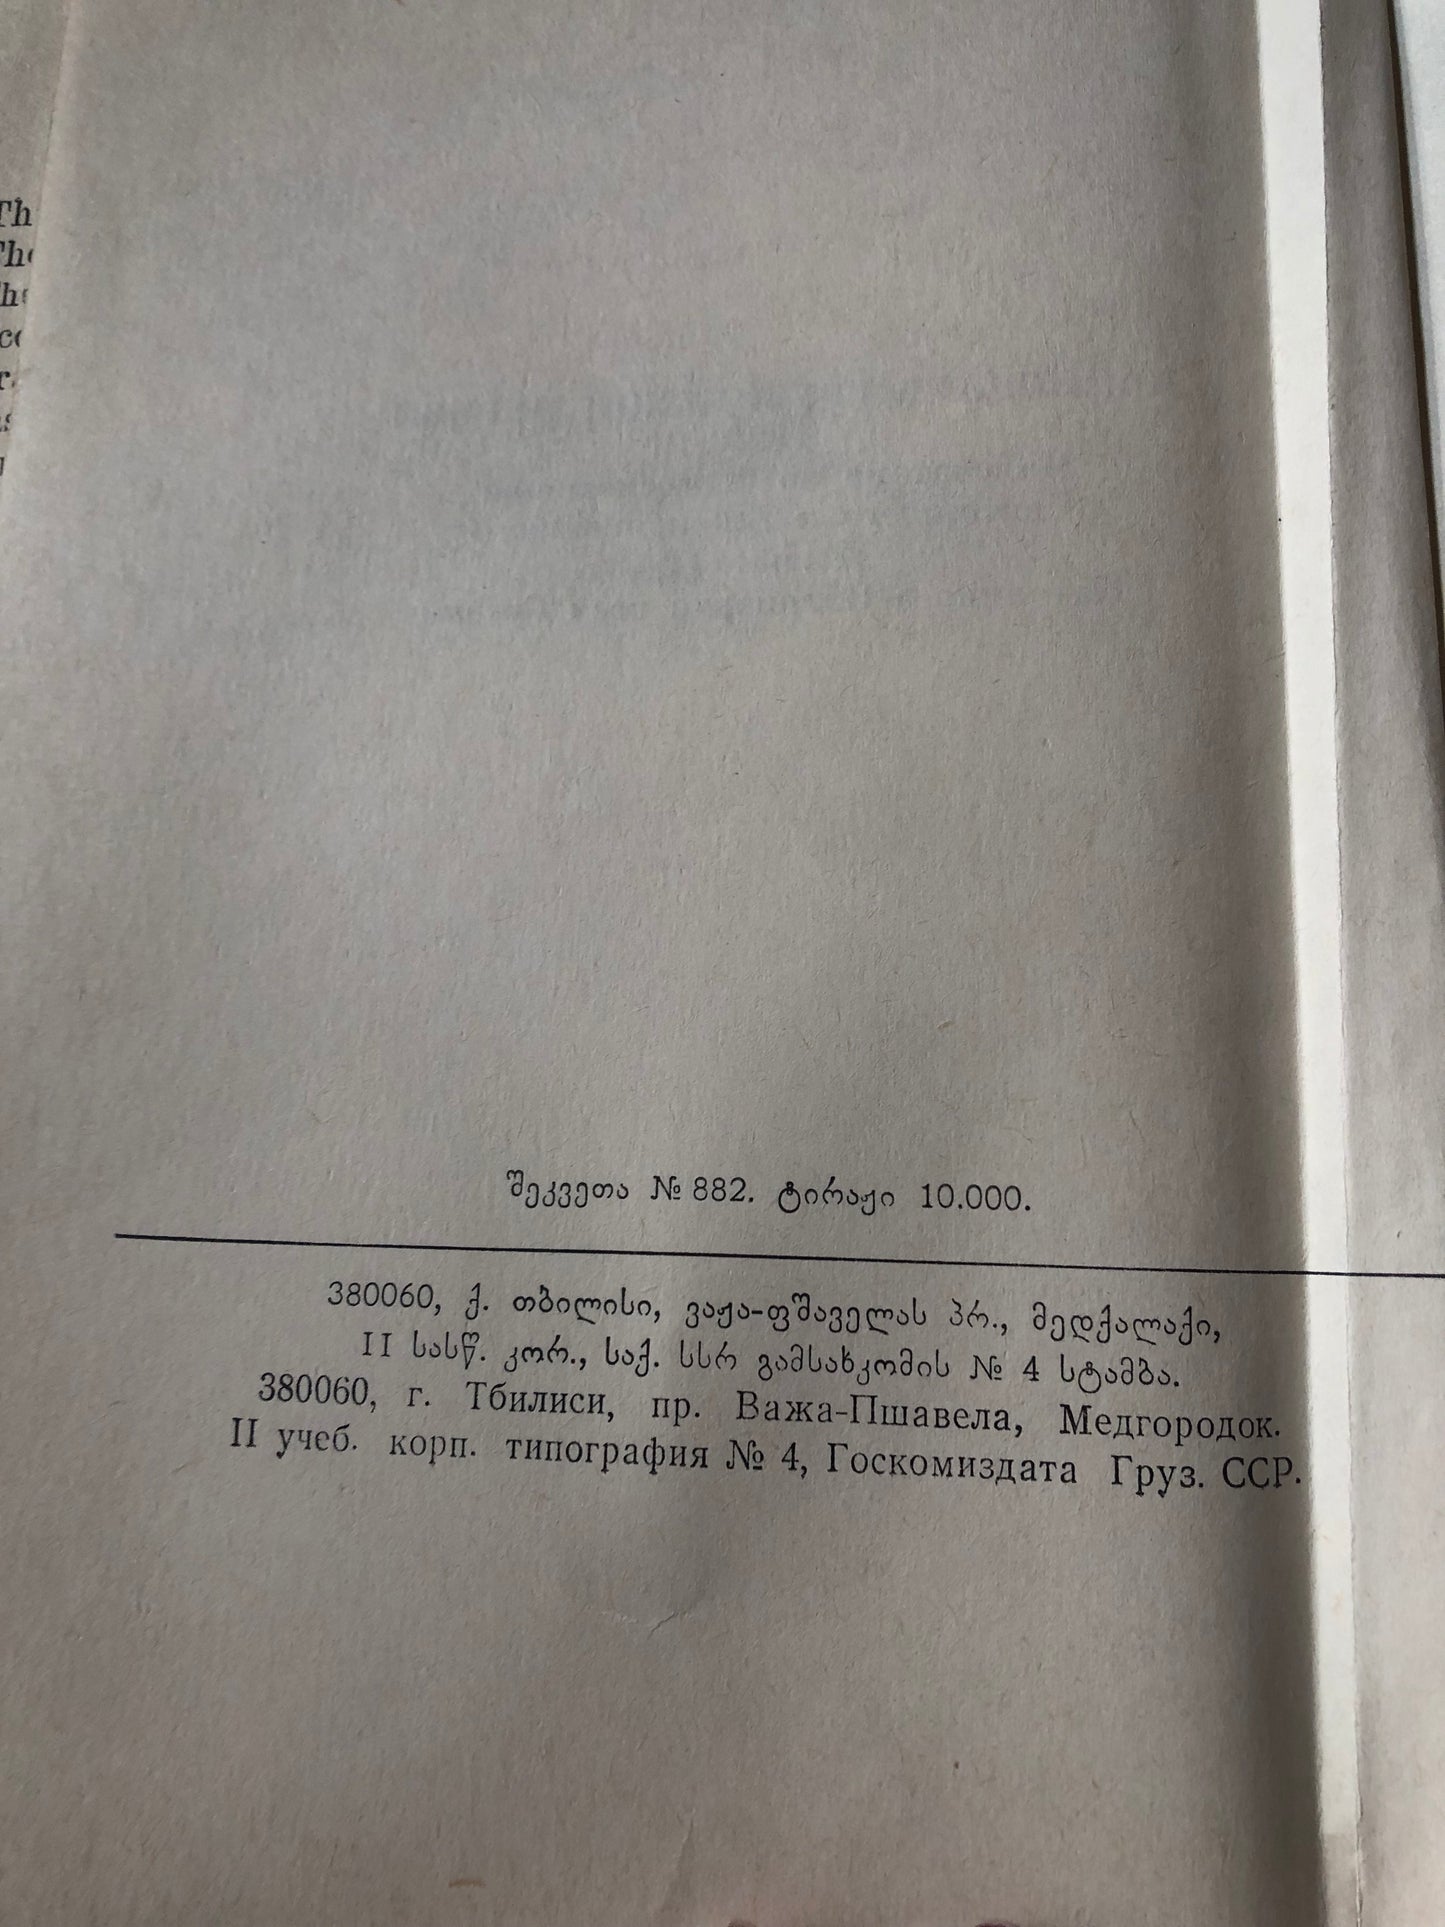 შეკვეთა № 882. ტირაჟი 10.000.
380060, ქ. თბილისი, ვაჟა-ფშაველას პრ., მედქალაქი,
II სასწ. კორ., საქ. სსრ გამსახკომის № 4 სტამბა.
380060, г. Тбилиси, пр. Важа-Пшавела, Медгородок.
II учеб. корп. типография № 4, Госкомиздата Груз. ССР.